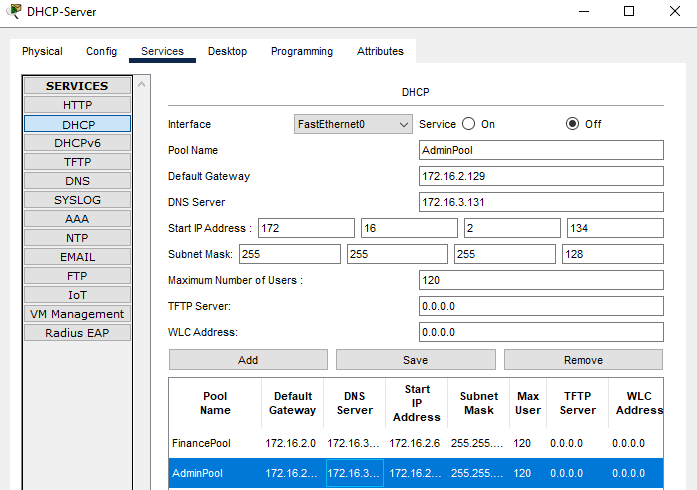 DHCP-Server
Physical Config Services Desktop Programming Attributes
SERVICES
HTTP
DHCP
DHCPv6
TFTP
DNS
SYSLOG
AAA
NTP
EMAIL
FTP
IoT
VM Management
Radius EAP
DHCP
Interface FastEthernet0 Service On Off
Pool Name AdminPool
Default Gateway 172.16.2.129
DNS Server 172.16.3.131
Start IP Address : 172 16 2 134
Subnet Mask: 255 255 255 128
Maximum Number of Users : 120
TFTP Server: 0.0.0.0
WLC Address: 0.0.0.0
Add Save Remove
Pool Name Default Gateway DNS Server Start IP Address Subnet Mask Max User TFTP Server WLC Address
FinancePool 172.16.2.0 172.16.3... 172.16.2.6 255.255.... 120 0.0.0.0 0.0.0.0
AdminPool 172.16.2... 172.16.3... 172.16.2... 255.255.... 120 0.0.0.0 0.0.0.0